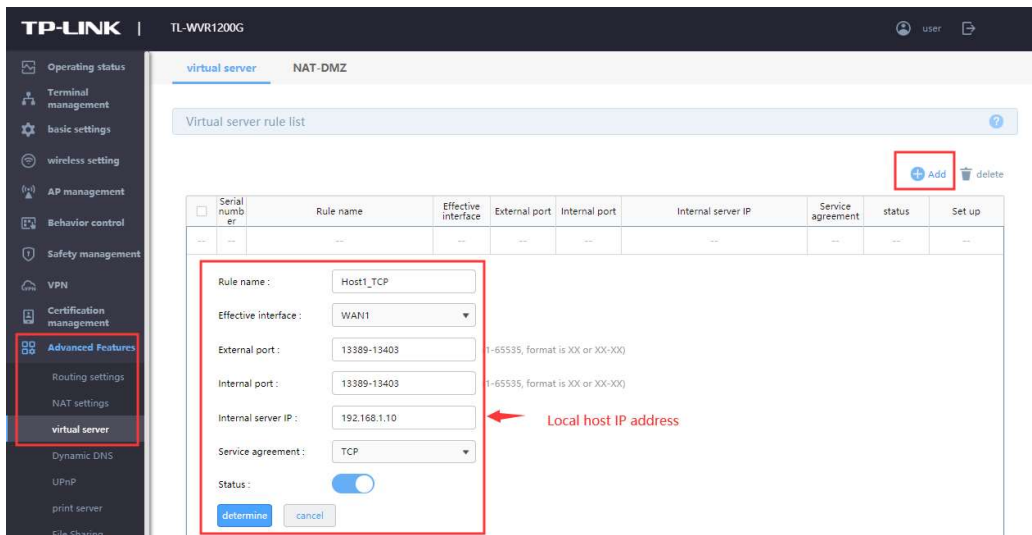 TP-LINK | TL-WVR1200G user
Operating status
Terminal
management
basic settings
wireless setting
AP management
Behavior control
Safety management
VPN
Certification
management
Advanced Features
Routing settings
NAT settings
virtual server
Dynamic DNS
UPnP
print server
File Sharing
virtual server NAT-DMZ
Virtual server rule list ?
Add delete
Serial
numb
er
Rule name
Effective
interface
External port
Internal port
Internal server IP
Service
agreement
status
Set up
-- -- -- -- -- -- -- -- -- --
Rule name : Host1_TCP
Effective interface : WAN1
External port : 13389-13403 1-65535, format is XX or XX-XX)
Internal port : 13389-13403 1-65535, format is XX or XX-XX)
Internal server IP : 192.168.1.10 Local host IP address
Service agreement : TCP
Status :
determine cancel